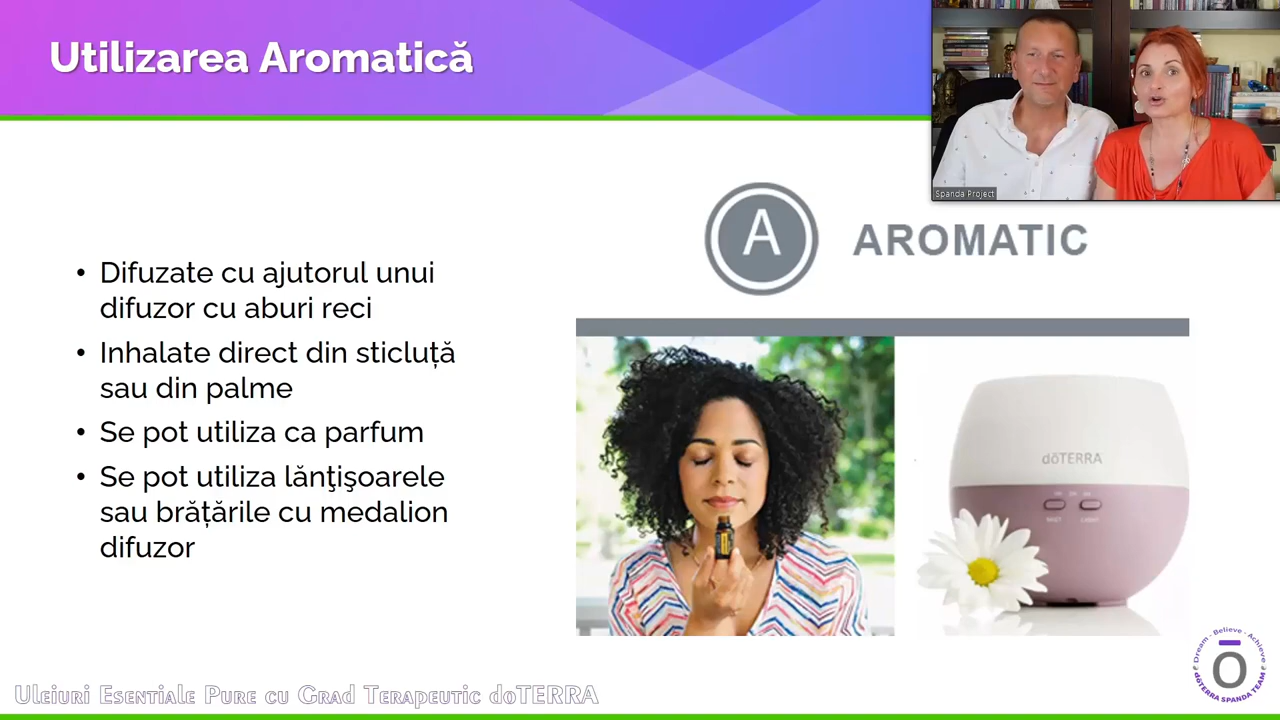 Utilizarea Aromatică
Spanda Project
A AROMATIC
• Difuzate cu ajutorul unui
difuzor cu aburi reci
• Inhalate direct din sticluță
sau din palme
• Se pot utiliza ca parfum
• Se pot utiliza lănţişoarele
sau brățările cu medalion
difuzor
dōTERRA
MIST LIGHT
Dream - Believe - Achieve
Ō
dōTERRA SPANDA TEAM
Uleiuri Esentiale Pure cu Grad Terapeutic doTERRA